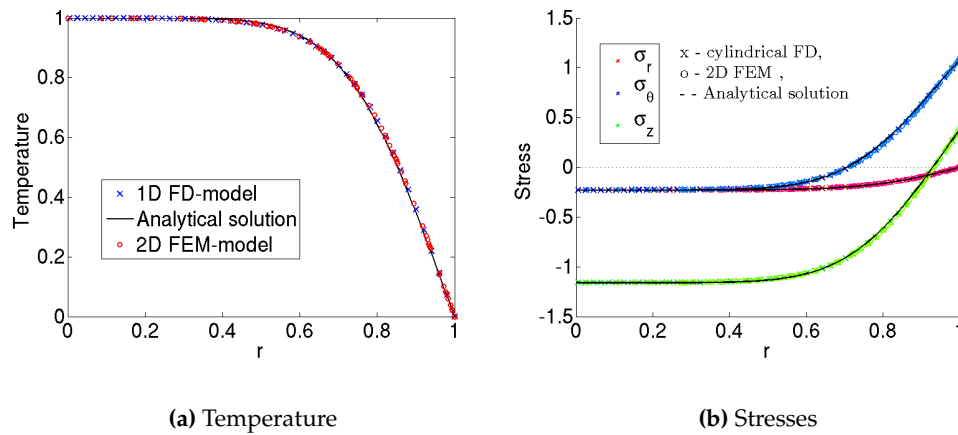 1
0.8
0.6
0.4
0.2
0
Temperature
0 0.2 0.4 0.6 0.8 1
r
1D FD-model
Analytical solution
2D FEM-model
(a) Temperature
1.5
1
0.5
0
-0.5
-1
-1.5
Stress
0 0.2 0.4 0.6 0.8 1
r
σr
σθ
σz
x - cylindrical FD,
o - 2D FEM ,
- - Analytical solution
(b) Stresses